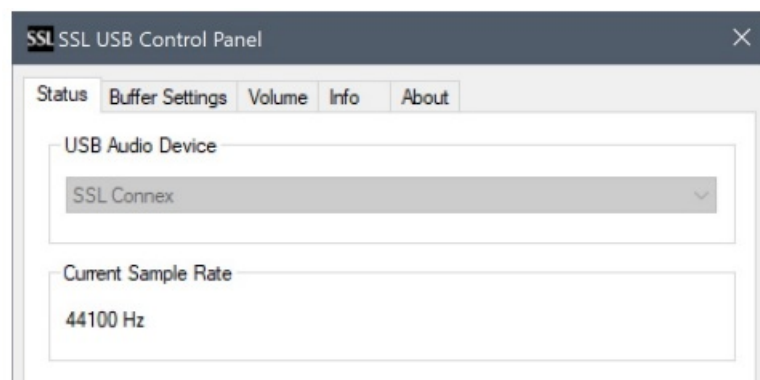 SSL SSL USB Control Panel
Status Buffer Settings Volume Info About
USB Audio Device
SSL Connex
Current Sample Rate
44100 Hz